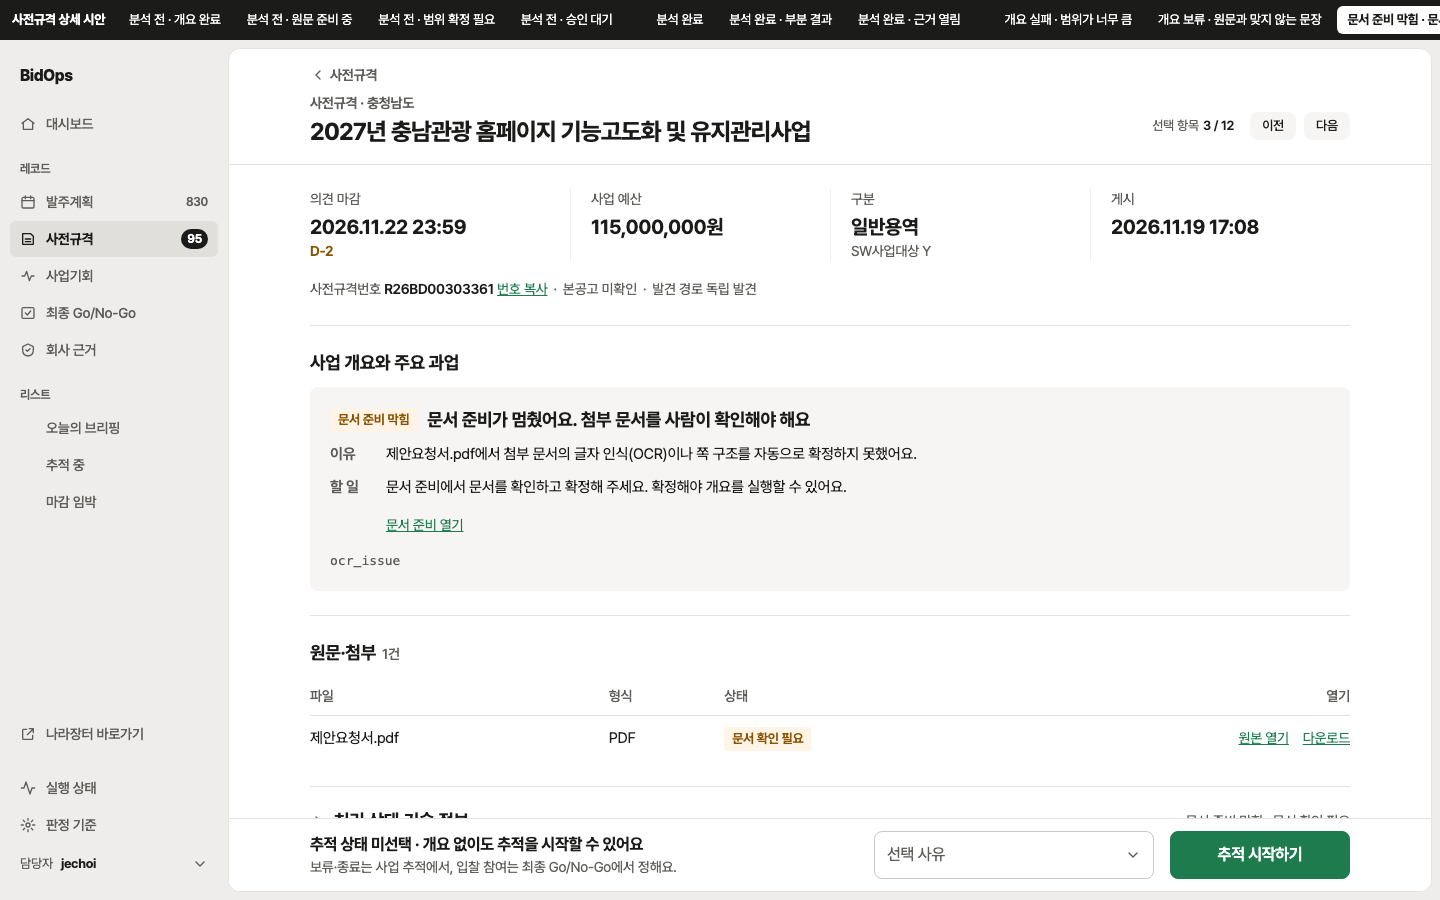 사전규격 상세 시안
분석 전 · 개요 완료
분석 전 · 원문 준비 중
분석 전 · 범위 확정 필요
분석 전 · 승인 대기
분석 완료
분석 완료 · 부분 결과
분석 완료 · 근거 열림
개요 실패 · 범위가 너무 큼
개요 보류 · 원문과 맞지 않는 문장
문서 준비 막힘 · 문
BidOps
대시보드
레코드
발주계획 830
사전규격 95
사업기회
최종 Go/No-Go
회사 근거
리스트
오늘의 브리핑
추적 중
마감 임박
나라장터 바로가기
실행 상태
판정 기준
담당자 jechoi
사전규격
사전규격 · 충청남도
2027년 충남관광 홈페이지 기능고도화 및 유지관리사업
선택 항목 3 / 12
이전
다음
의견 마감
2026.11.22 23:59
D-2
사업 예산
115,000,000원
구분
일반용역
SW사업대상 Y
게시
2026.11.19 17:08
사전규격번호 R26BD00303361 번호 복사 · 본공고 미확인 · 발견 경로 독립 발견
사업 개요와 주요 과업
문서 준비 막힘 문서 준비가 멈췄어요. 첨부 문서를 사람이 확인해야 해요
이유 제안요청서.pdf에서 첨부 문서의 글자 인식(OCR)이나 쪽 구조를 자동으로 확정하지 못했어요.
할 일 문서 준비에서 문서를 확인하고 확정해 주세요. 확정해야 개요를 실행할 수 있어요.
문서 준비 열기
ocr_issue
원문·첨부 1건
파일 형식 상태 열기
제안요청서.pdf PDF 문서 확인 필요 원본 열기 다운로드
추적 상태 미선택 · 개요 없이도 추적을 시작할 수 있어요
보류·종료는 사업 추적에서, 입찰 참여는 최종 Go/No-Go에서 정해요.
선택 사유
추적 시작하기